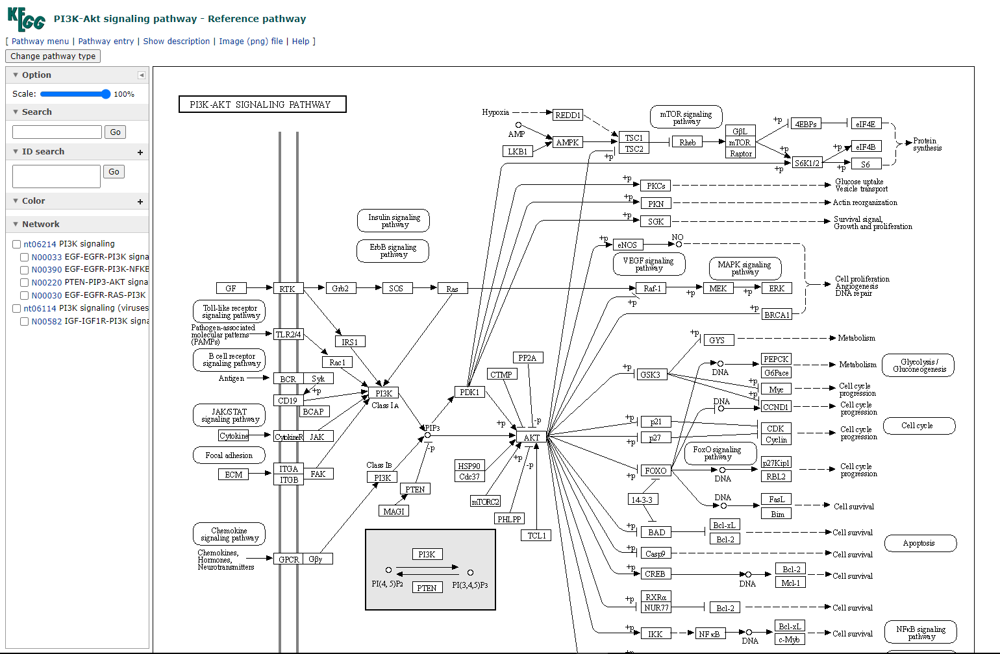 KEGG
PI3K-Akt signaling pathway - Reference pathway
[ Pathway menu | Pathway entry | Show description | Image (png) file | Help ]
Change pathway type
Option
Scale: 100%
Search
Go
ID search +
Go
Color +
Network
nt06214 PI3K signaling
N00033 EGF-EGFR-PI3K signa
N00390 EGF-EGFR-PI3K-NFKB
N00220 PTEN-PIP3-AKT signa
N00030 EGF-EGFR-RAS-PI3K
nt06114 PI3K signaling (viruses
N00582 IGF-IGF1R-PI3K signa
PI3K-AKT SIGNALING PATHWAY
Hypoxia
REDD1
mTOR signaling
pathway
AMP
AMPK
LKB1
TSC1
TSC2
+p
Rheb
GβL
mTOR
Raptor
+p
4EBPs
eIF4E
+p
+p
S6K1/2
+p
eIF4B
+p
S6
Protein
synthesis
+p
PKCs
Glucose uptake
Vesicle transport
+p
PKN
Actin reorganization
+p
SGK
Survival signal,
Growth and proliferation
Insulin signaling
pathway
ErbB signaling
pathway
+p
eNOS
NO
VEGF signaling
pathway
MAPK signaling
pathway
GF
RTK
Grb2
SOS
Ras
Raf-1
+p
+p
MEK
+p
ERK
Cell proliferation
Angiogenesis
DNA repair
+p
BRCA1
Toll-like receptor
signaling pathway
Pathogen-associated
molecular patterns
(PAMPs)
TLR2/4
IRS1
Rac1
B cell receptor
signaling pathway
Antigen
BCR
Syk
+p
CD19
BCAP
PI3K
Class IA
JAK/STAT
signaling pathway
Cytokine
CytokineR
JAK
Focal adhesion
ECM
ITGA
ITGB
FAK
Chemokine
signaling pathway
Chemokines,
Hormones,
Neurotransmitters
GPCR
Gβγ
PDK1
CTMP
PP2A
+p
-p
PIP3
-p
AKT
Class IB
PI3K
PTEN
MAGI
HSP90
Cdc37
+p
-p
mTORC2
PHLPP
TCL1
PI3K
PI(4, 5)P2
PI(3,4,5)P3
PTEN
+p
GYS
Metabolism
+p
GSK3
DNA
PEPCK
G6Pace
Metabolism
Glycolysis /
Gluconeogenesis
+p
Myc
Cell cycle
progression
+p
DNA
CCND1
Cell cycle
progression
+p
p21
+p
p27
CDK
Cyclin
Cell cycle
progression
Cell cycle
FoxO signaling
pathway
+p
FOXO
DNA
p27Kip1
RBL2
Cell cycle
progression
14-3-3
DNA
FasL
Bim
Cell survival
+p
BAD
Bcl-xL
Bcl-2
Cell survival
Apoptosis
+p
Casp9
Cell survival
+p
CREB
DNA
Bcl-2
Mcl-1
Cell survival
+p
RXRα
NUR77
Bcl-2
Cell survival
+p
IKK
NFκB
DNA
Bcl-xL
c-Myb
Cell survival
NFκB signaling
pathway
+p